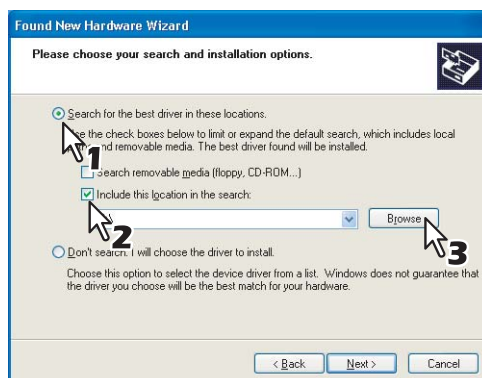 Found New Hardware Wizard
Please choose your search and installation options.
Search for the best driver in these locations.
the check boxes below to limit or expand the default search, which includes local
and removable media. The best driver found will be installed.
1
Search removable media (floppy, CD-ROM...)
Include this location in the search:
Browse
2
3
Don't search. I will choose the driver to install.
Choose this option to select the device driver from a list. Windows does not guarantee that
the driver you choose will be the best match for your hardware.
< Back Next > Cancel